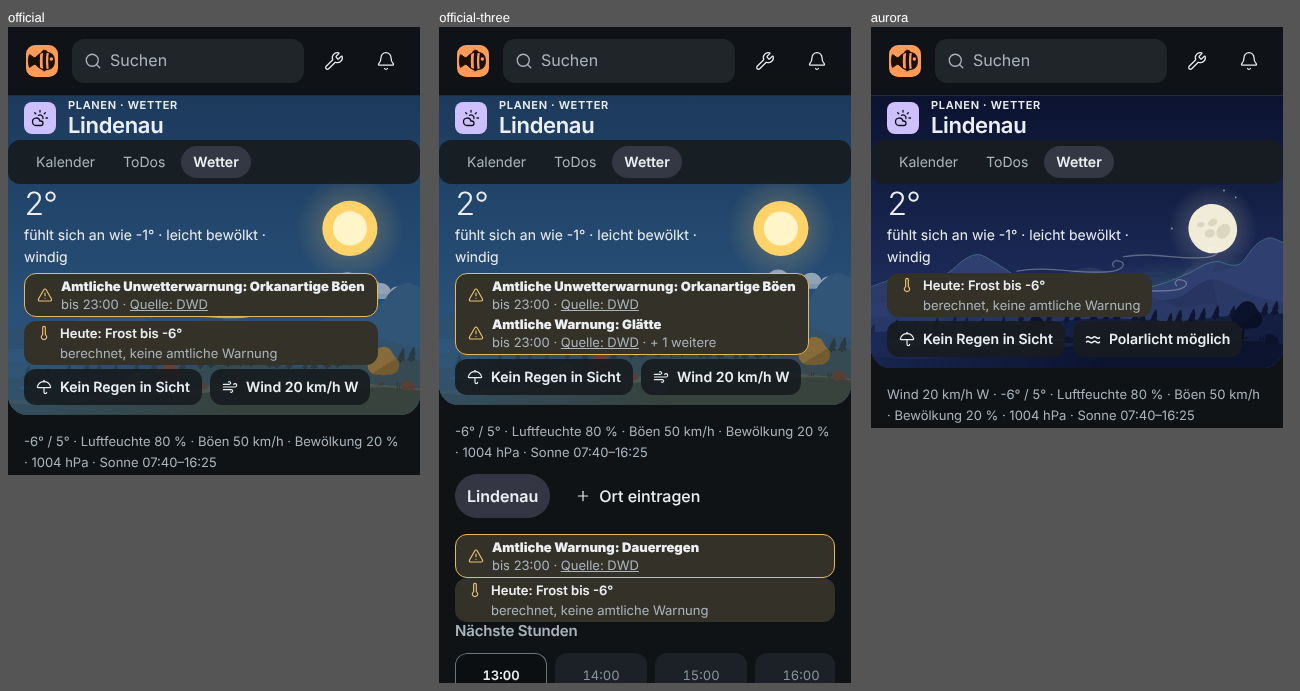 official
Suchen
PLANEN · WETTER
Lindenau
Kalender ToDos Wetter
2°
fühlt sich an wie -1° · leicht bewölkt ·
windig
Amtliche Unwetterwarnung: Orkanartige Böen
bis 23:00 · Quelle: DWD
Heute: Frost bis -6°
berechnet, keine amtliche Warnung
Kein Regen in Sicht Wind 20 km/h W
-6° / 5° · Luftfeuchte 80 % · Böen 50 km/h · Bewölkung 20 %
· 1004 hPa · Sonne 07:40–16:25
official-three
Suchen
PLANEN · WETTER
Lindenau
Kalender ToDos Wetter
2°
fühlt sich an wie -1° · leicht bewölkt ·
windig
Amtliche Unwetterwarnung: Orkanartige Böen
bis 23:00 · Quelle: DWD
Amtliche Warnung: Glätte
bis 23:00 · Quelle: DWD · + 1 weitere
Kein Regen in Sicht Wind 20 km/h W
-6° / 5° · Luftfeuchte 80 % · Böen 50 km/h · Bewölkung 20 %
· 1004 hPa · Sonne 07:40–16:25
Lindenau + Ort eintragen
Amtliche Warnung: Dauerregen
bis 23:00 · Quelle: DWD
Heute: Frost bis -6°
berechnet, keine amtliche Warnung
Nächste Stunden
13:00 14:00 15:00 16:00
aurora
Suchen
PLANEN · WETTER
Lindenau
Kalender ToDos Wetter
2°
fühlt sich an wie -1° · leicht bewölkt ·
windig
Heute: Frost bis -6°
berechnet, keine amtliche Warnung
Kein Regen in Sicht Polarlicht möglich
Wind 20 km/h W · -6° / 5° · Luftfeuchte 80 % · Böen 50 km/h
· Bewölkung 20 % · 1004 hPa · Sonne 07:40–16:25